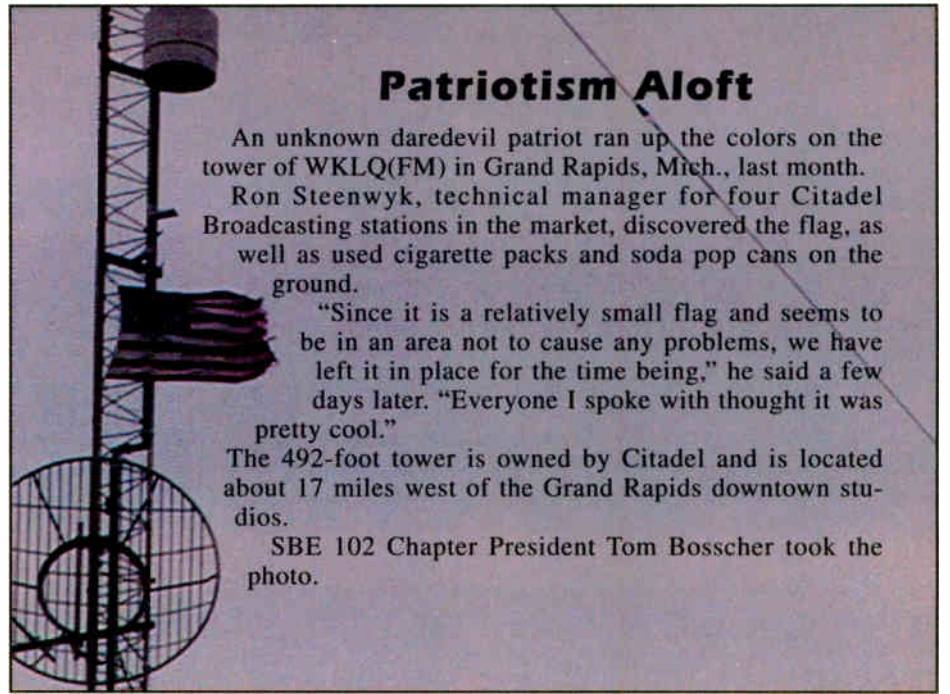 Patriotism Aloft
An unknown daredevil patriot ran up the colors on the
tower of WKLQ(FM) in Grand Rapids, Mich., last month.
Ron Steenwyk, technical manager for four Citadel
Broadcasting stations in the market, discovered the flag, as
well as used cigarette packs and soda pop cans on the
ground.
“Since it is a relatively small flag and seems to
be in an area not to cause any problems, we have
left it in place for the time being,” he said a few
days later. “Everyone I spoke with thought it was
pretty cool.”
The 492-foot tower is owned by Citadel and is located
about 17 miles west of the Grand Rapids downtown stu-
dios.
SBE 102 Chapter President Tom Bosscher took the
photo.